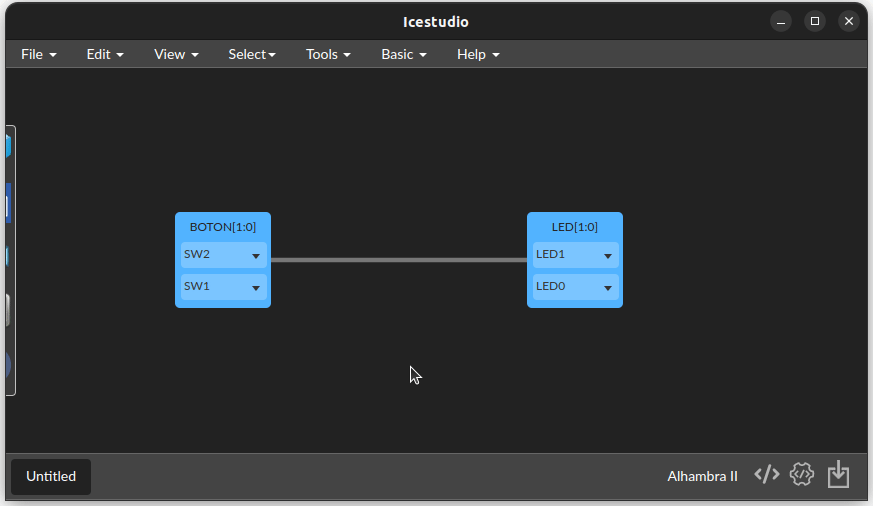 Icestudio
File Edit View Select Tools Basic Help
BOTON[1:0] LED[1:0]
SW2 LED1
SW1 LED0
Untitled Alhambra II </> </>